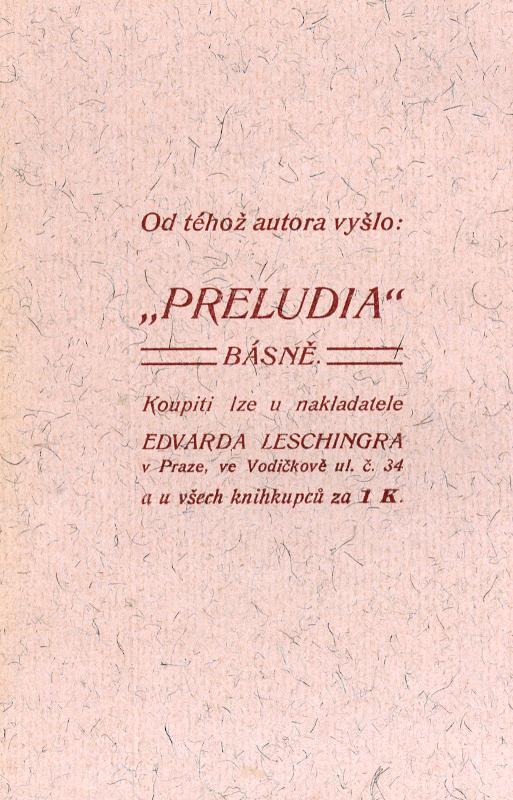 Od téhož autora vyšlo:
„PRELUDIA“
BÁSNĚ.
Koupiti lze u nakladatele
EDVARDA LESCHINGRA
v Praze, ve Vodičkově ul. č. 34
a u všech knihkupců za 1 K.